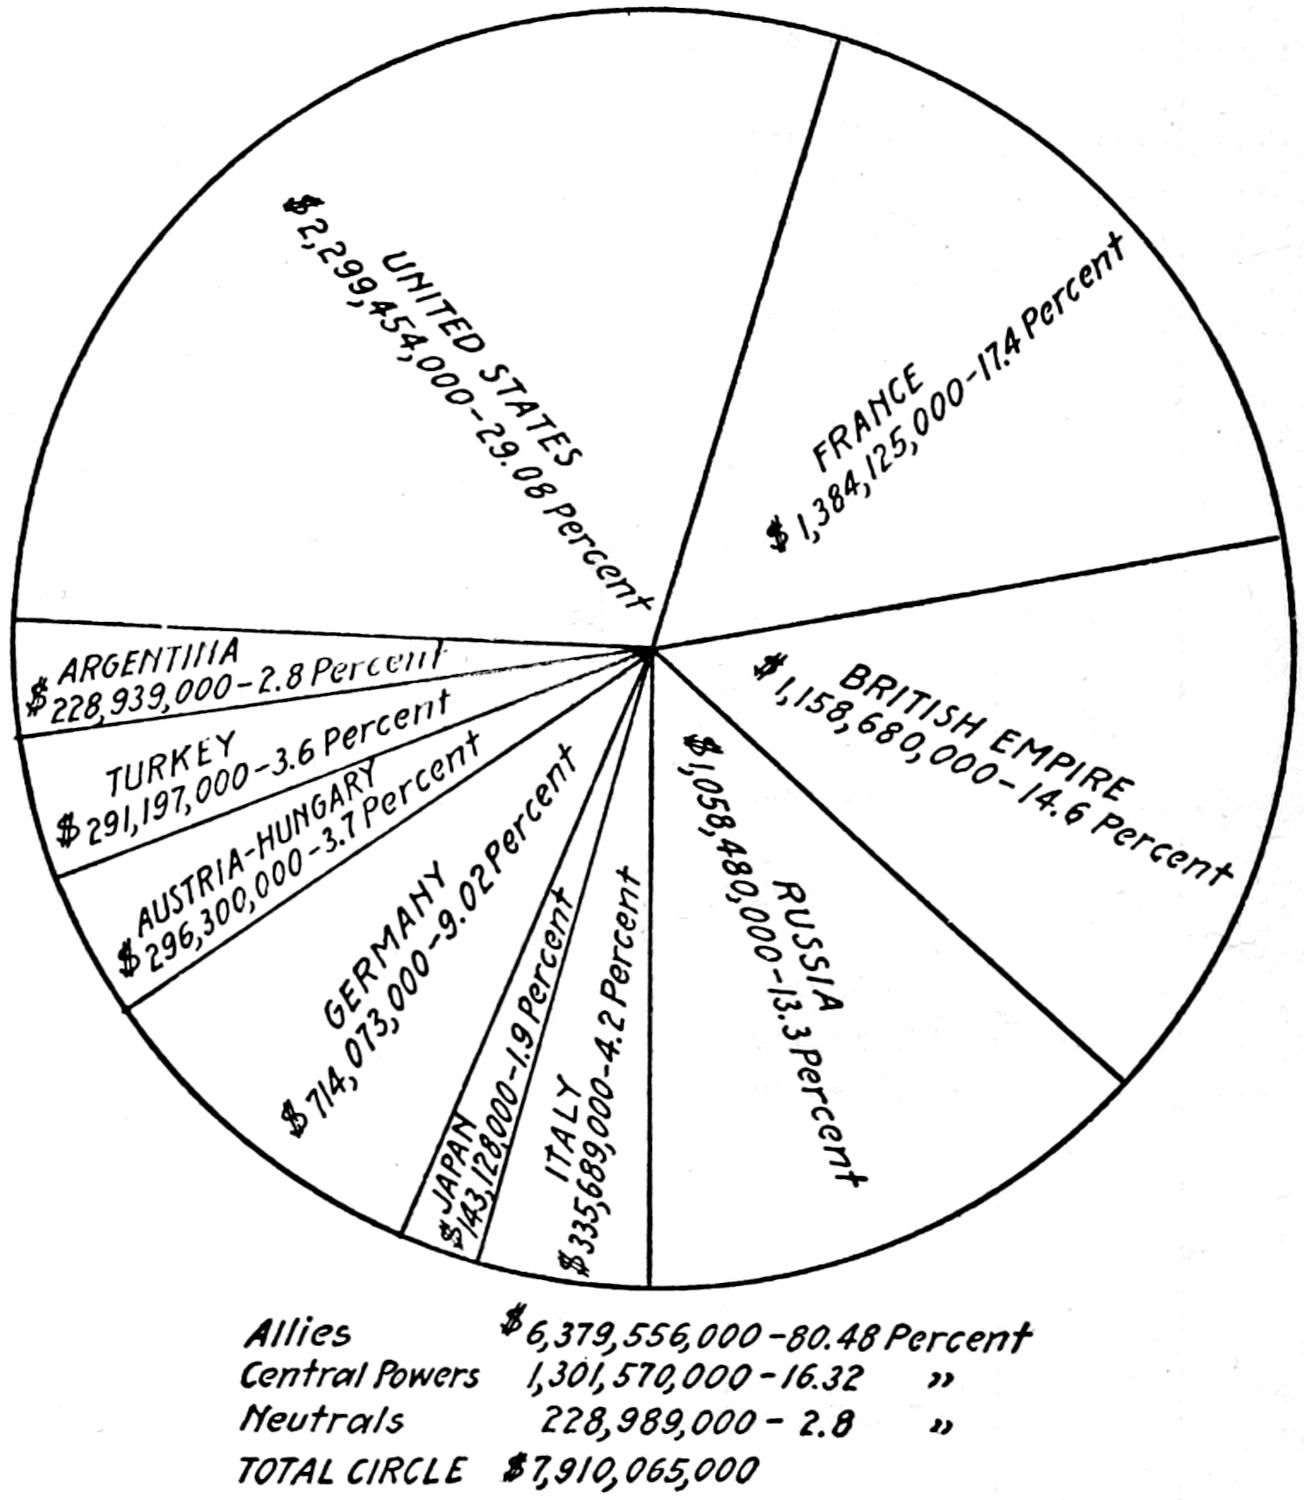 UNITED STATES
$2,299,454,000-29.08 Percent
FRANCE
$1,384,125,000-17.4 Percent
BRITISH EMPIRE
$1,158,680,000-14.6 Percent
RUSSIA
$1,058,480,000-13.3 Percent
ITALY
$335,689,000-4.2 Percent
JAPAN
$143,128,000-1.9 Percent
GERMANY
$714,073,000-9.02 Percent
AUSTRIA-HUNGARY
$296,300,000-3.7 Percent
TURKEY
$291,197,000-3.6 Percent
ARGENTINA
$228,939,000-2.8 Percent
Allies $6,379,556,000-80.48 Percent
Central Powers 1,301,570,000-16.32 "
Neutrals 228,989,000-2.8 "
TOTAL CIRCLE $7,910,065,000